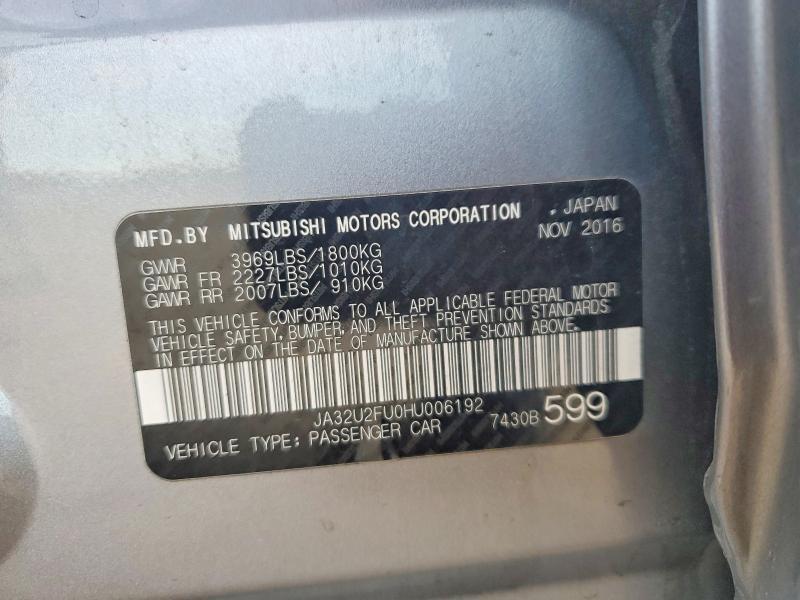 MFD.BY MITSUBISHI MOTORS CORPORATION . JAPAN
NOV 2016
GWWR 3969LBS/1800KG
GAWR FR 2227LBS/1010KG
GAWR RR 2007LBS/ 910KG
THIS VEHICLE CONFORMS TO ALL APPLICABLE FEDERAL MOTOR
VEHICLE SAFETY, BUMPER, AND THEFT PREVENTION STANDARDS
IN EFFECT ON THE DATE OF MANUFACTURE SHOWN ABOVE.
JA32U2FU0HU006192
VEHICLE TYPE: PASSENGER CAR 7430B 599